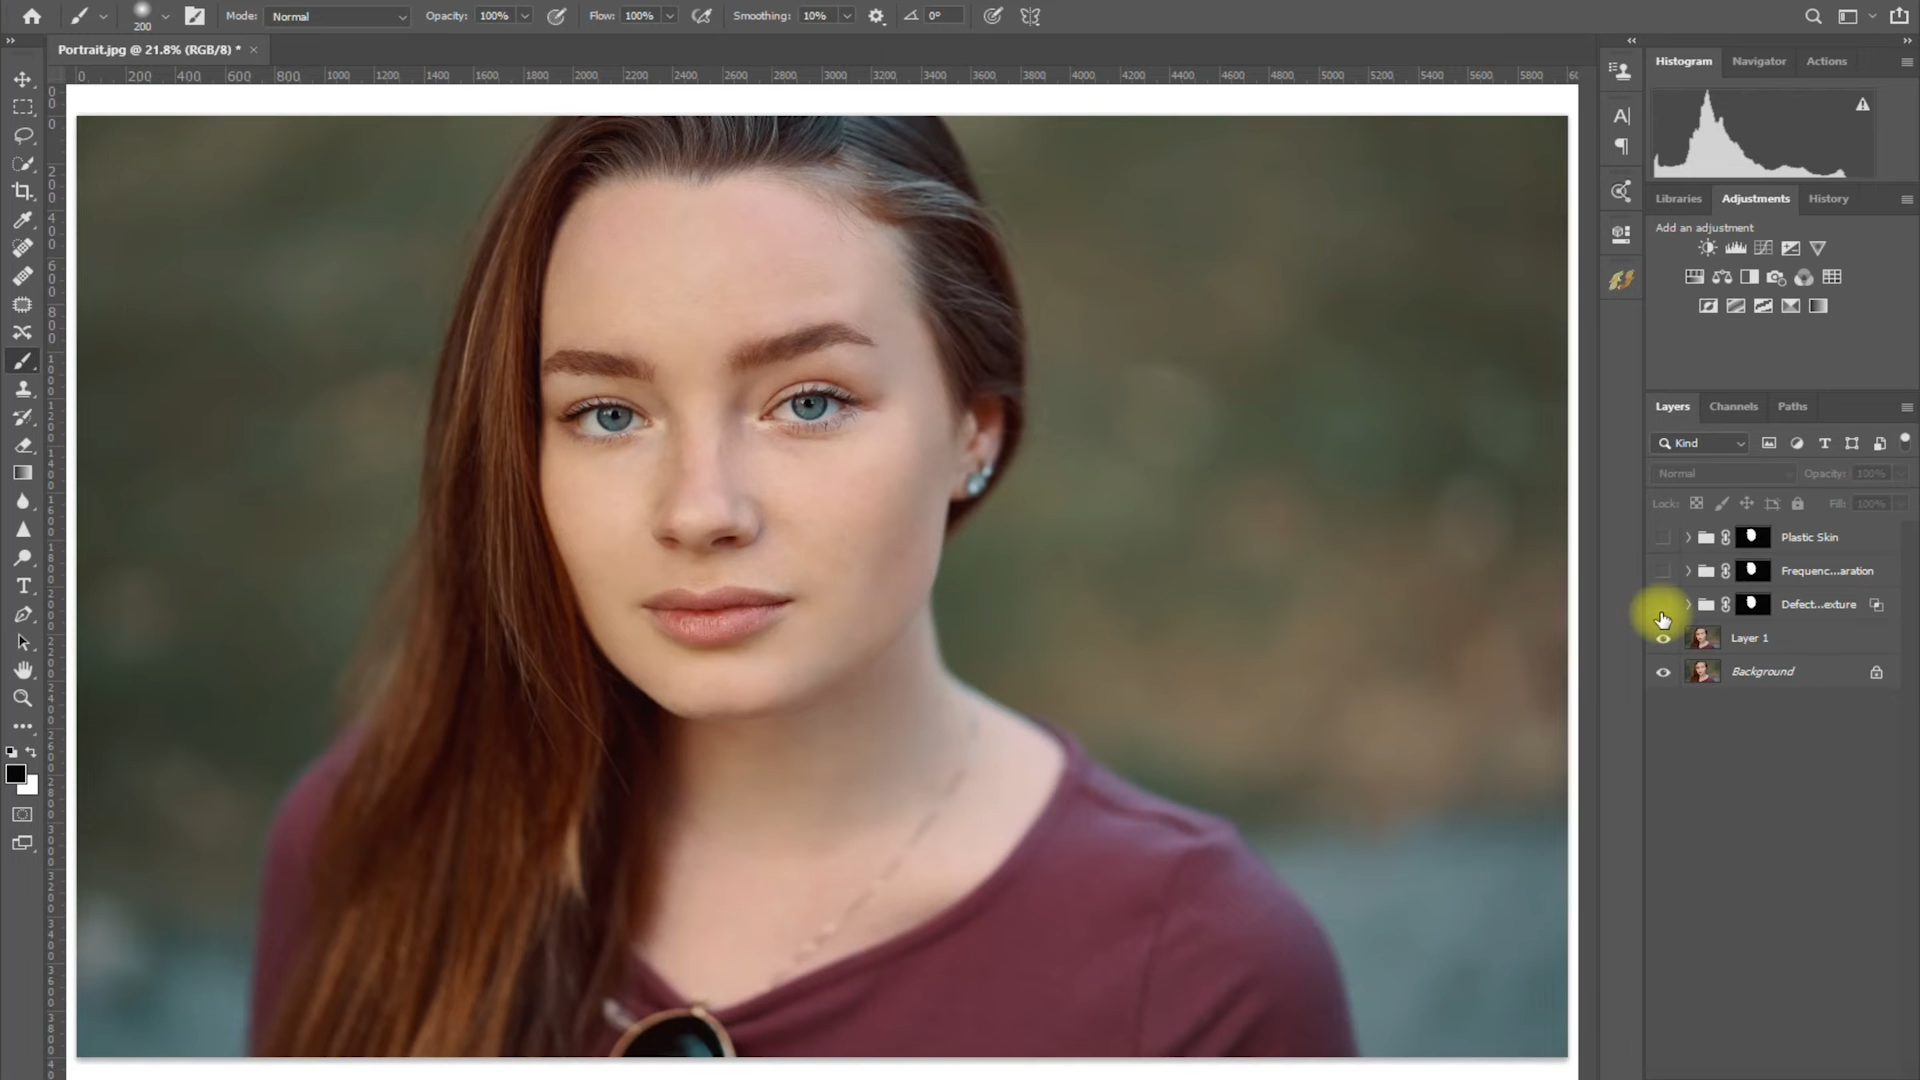 200
Mode: Normal
Opacity: 100%
Flow: 100%
Smoothing: 10%
0°
Portrait.jpg @ 21.8% (RGB/8) *
0 200 400 600 800 1000 1200 1400 1600 1800 2000 2200 2400 2600 2800 3000 3200 3400 3600 3800 4000 4200 4400 4600 4800 5000 5200 5400 5600 5800
Histogram Navigator Actions
Libraries Adjustments History
Add an adjustment
Layers Channels Paths
Kind
Normal Opacity: 100%
Lock: Fill: 100%
Plastic Skin
Frequenc...aration
Defect...exture
Layer 1
Background